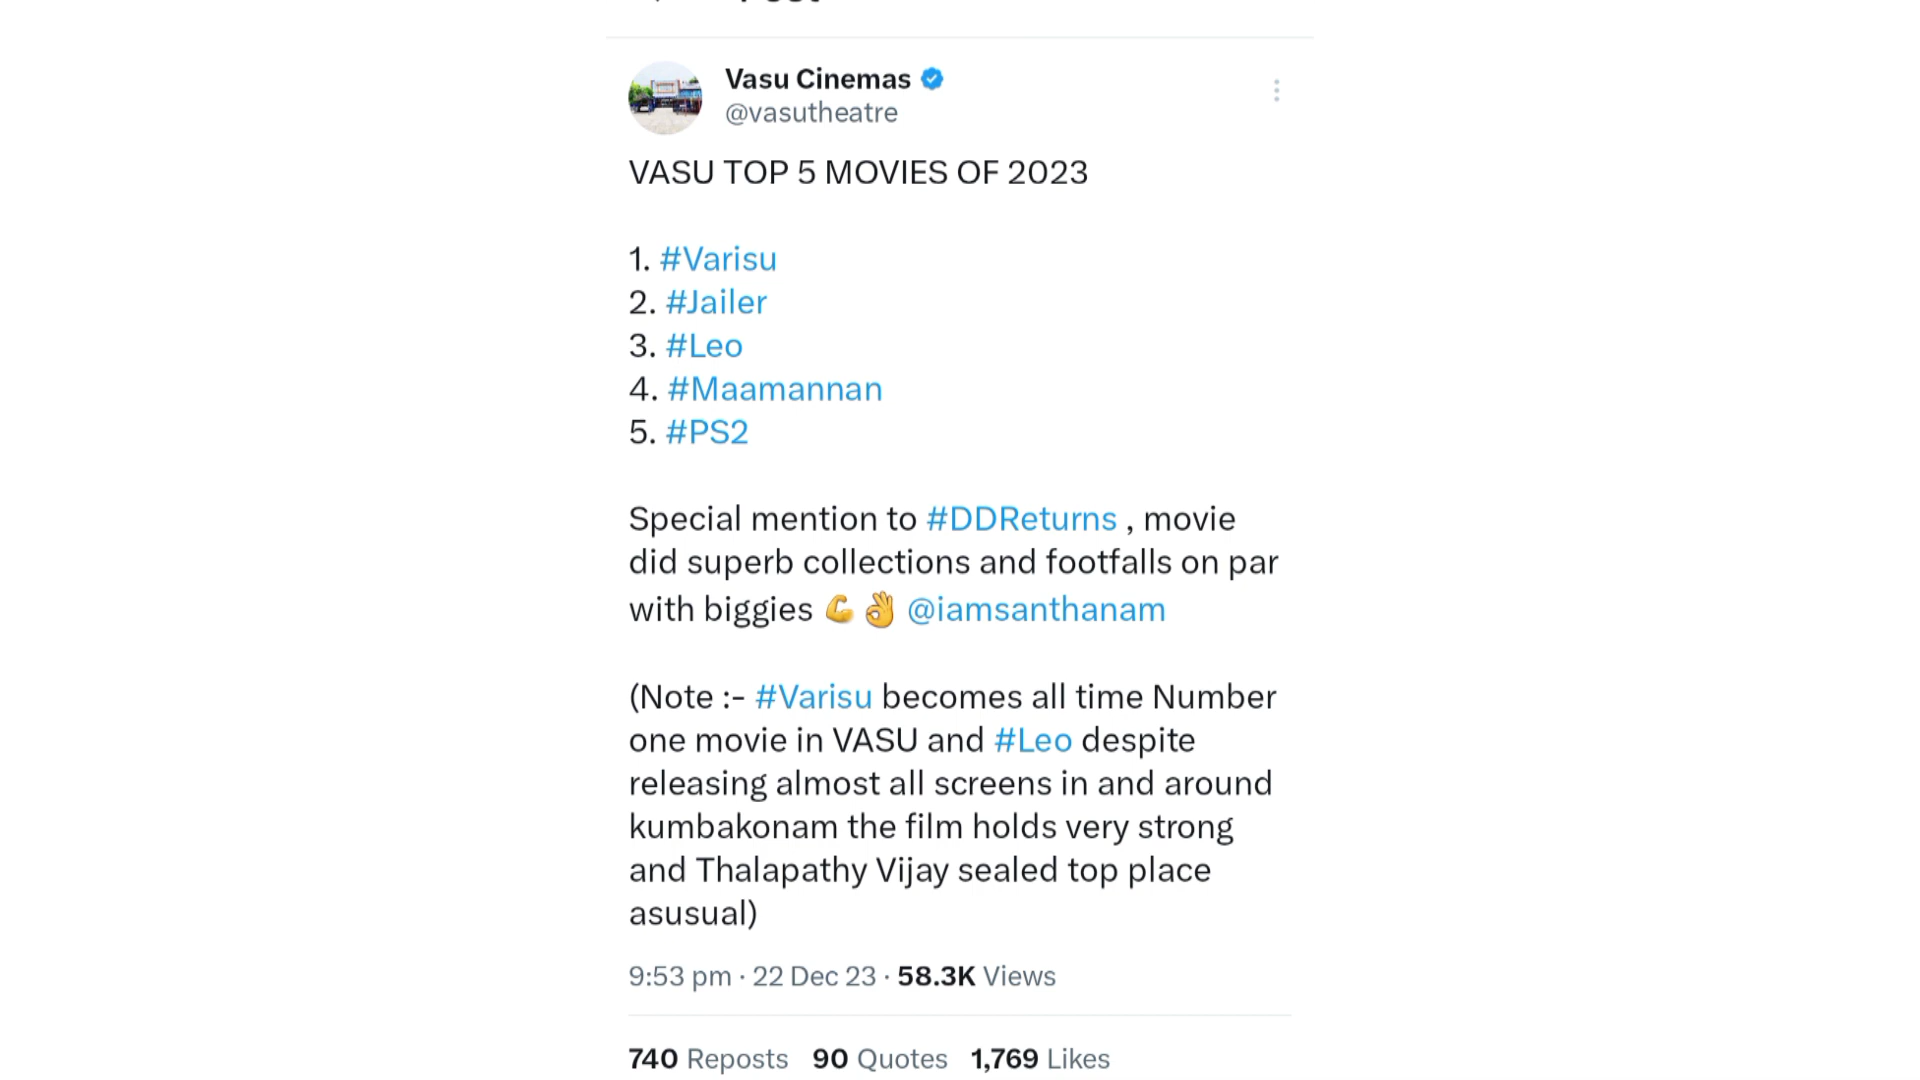 Vasu Cinemas
@vasutheatre
VASU TOP 5 MOVIES OF 2023
1. #Varisu
2. #Jailer
3. #Leo
4. #Maamannan
5. #PS2
Special mention to #DDReturns , movie
did superb collections and footfalls on par
with biggies 💪 👌 @iamsanthanam
(Note :- #Varisu becomes all time Number
one movie in VASU and #Leo despite
releasing almost all screens in and around
kumbakonam the film holds very strong
and Thalapathy Vijay sealed top place
asusual)
9:53 pm · 22 Dec 23 · 58.3K Views
740 Reposts 90 Quotes 1,769 Likes